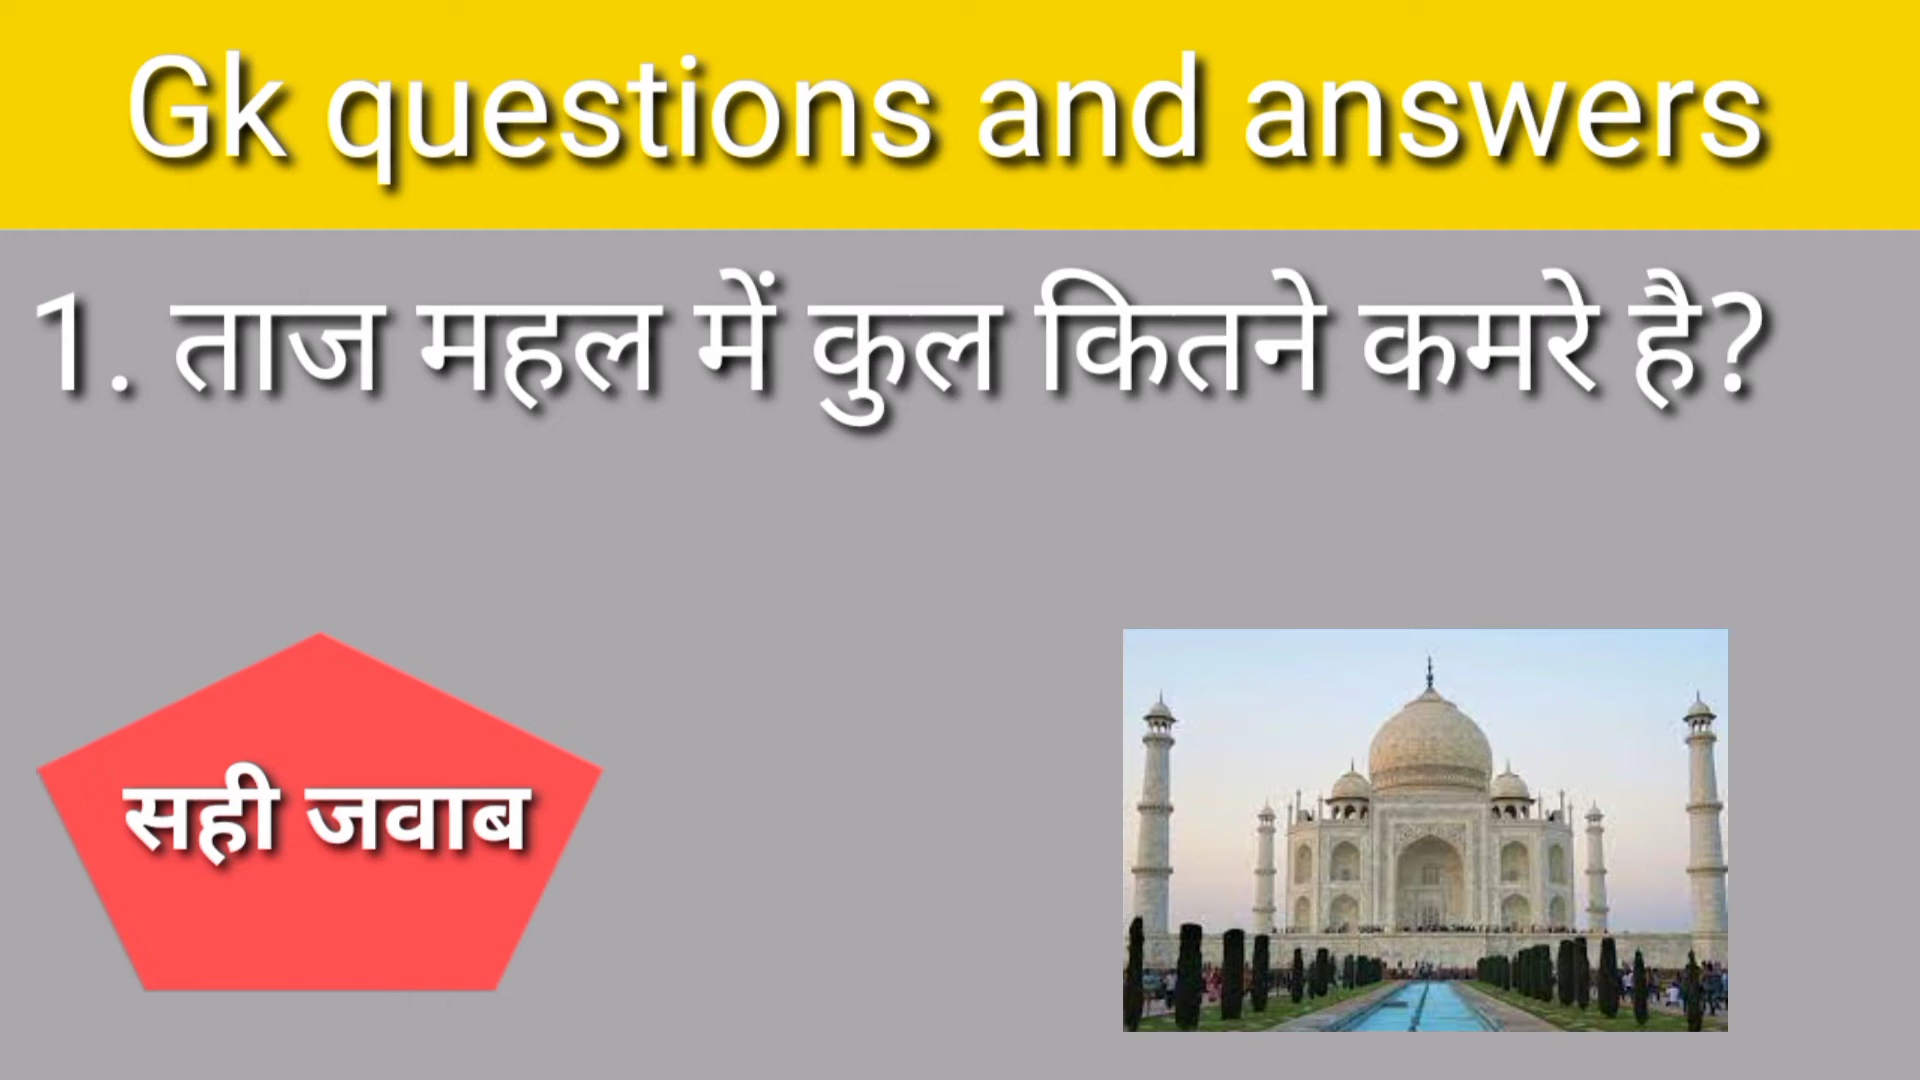 Gk questions and answers
1. ताज महल में कुल कितने कमरे है?
सही जवाब